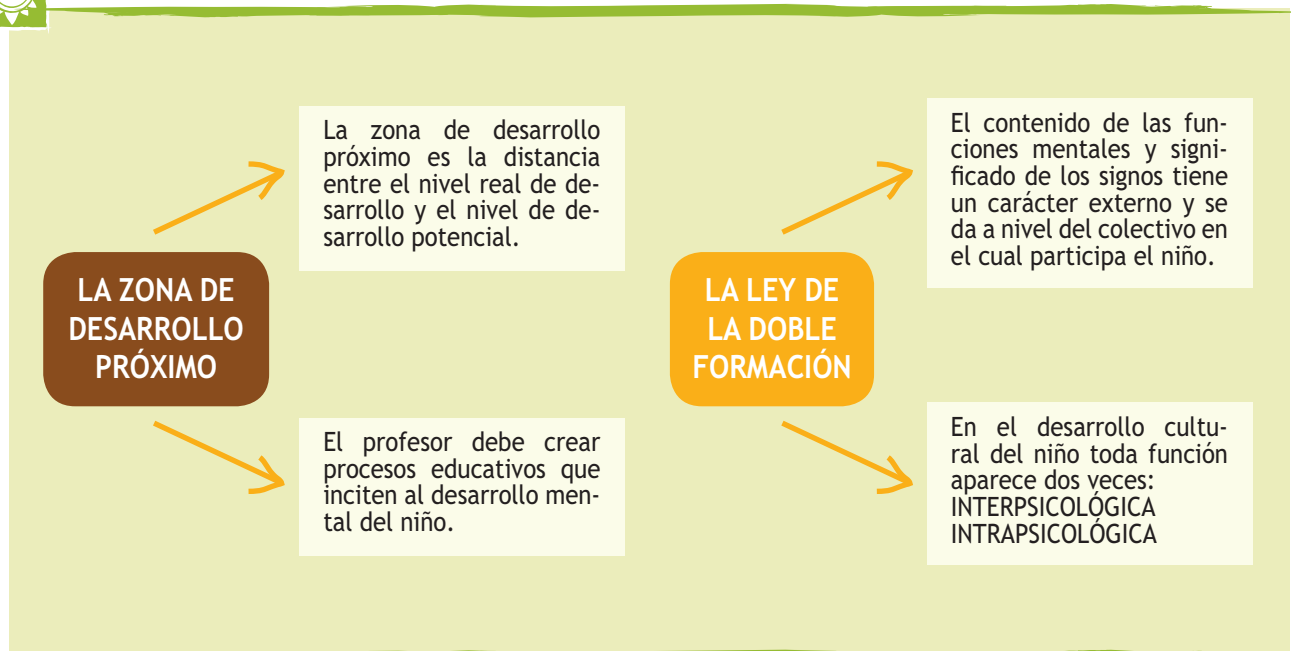 LA ZONA DE
DESARROLLO
PRÓXIMO
La zona de desarrollo
próximo es la distancia
entre el nivel real de de-
sarrollo y el nivel de de-
sarrollo potencial.
El profesor debe crear
procesos educativos que
inciten al desarrollo men-
tal del niño.
LA LEY DE
LA DOBLE
FORMACIÓN
El contenido de las fun-
ciones mentales y signi-
ficado de los signos tiene
un carácter externo y se
da a nivel del colectivo en
el cual participa el niño.
En el desarrollo cultu-
ral del niño toda función
aparece dos veces:
INTERPSICOLÓGICA
INTRAPSICOLÓGICA